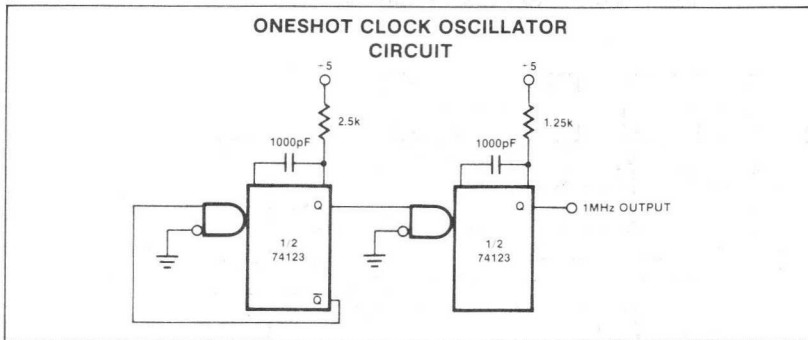 ONESHOT CLOCK OSCILLATOR
CIRCUIT
-5
-5
2.5k
1.25k
1000pF
1000pF
Q
Q
1MHz OUTPUT
1/2
74123
1/2
74123
Q̅